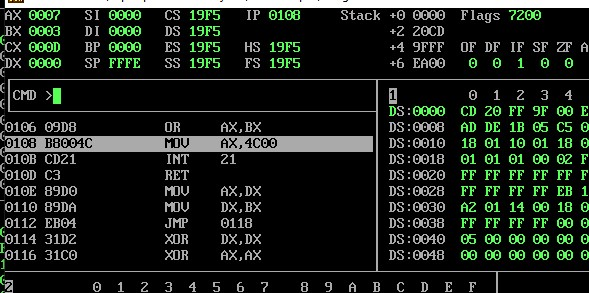 AX 0007 SI 0000 CS 19F5 IP 0108 Stack +0 0000 Flags 7200
BX 0003 DI 0000 DS 19F5 +2 20CD
CX 000D BP 0000 ES 19F5 HS 19F5 +4 9FFF OF DF IF SF ZF A
DX 0000 SP FFFE SS 19F5 FS 19F5 +6 EA00 0 0 1 0 0
CMD >
0106 09D8 OR AX,BX
0108 B8004C MOV AX,4C00
010B CD21 INT 21
010D C3 RET
010E 89D0 MOV AX,DX
0110 89DA MOV DX,BX
0112 EB04 JMP 0118
0114 31D2 XOR DX,DX
0116 31C0 XOR AX,AX
1 0 1 2 3 4
DS:0000 CD 20 FF 9F 00 E
DS:0008 AD DE 1B 05 C5 0
DS:0010 18 01 10 01 18 0
DS:0018 01 01 01 00 02 F
DS:0020 FF FF FF FF FF F
DS:0028 FF FF FF FF EB 1
DS:0030 A2 01 14 00 18 0
DS:0038 FF FF FF FF 00 0
DS:0040 05 00 00 00 00 0
DS:0048 00 00 00 00 00 0
2 0 1 2 3 4 5 6 7 8 9 A B C D E F